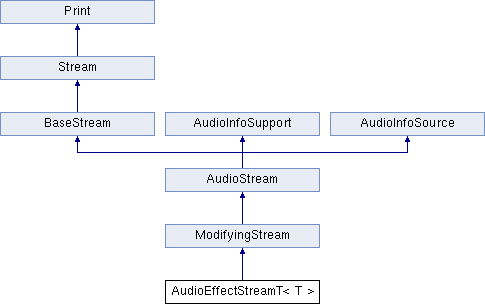 Print
Stream
BaseStream
AudioInfoSupport
AudioInfoSource
AudioStream
ModifyingStream
AudioEffectStreamT< T >